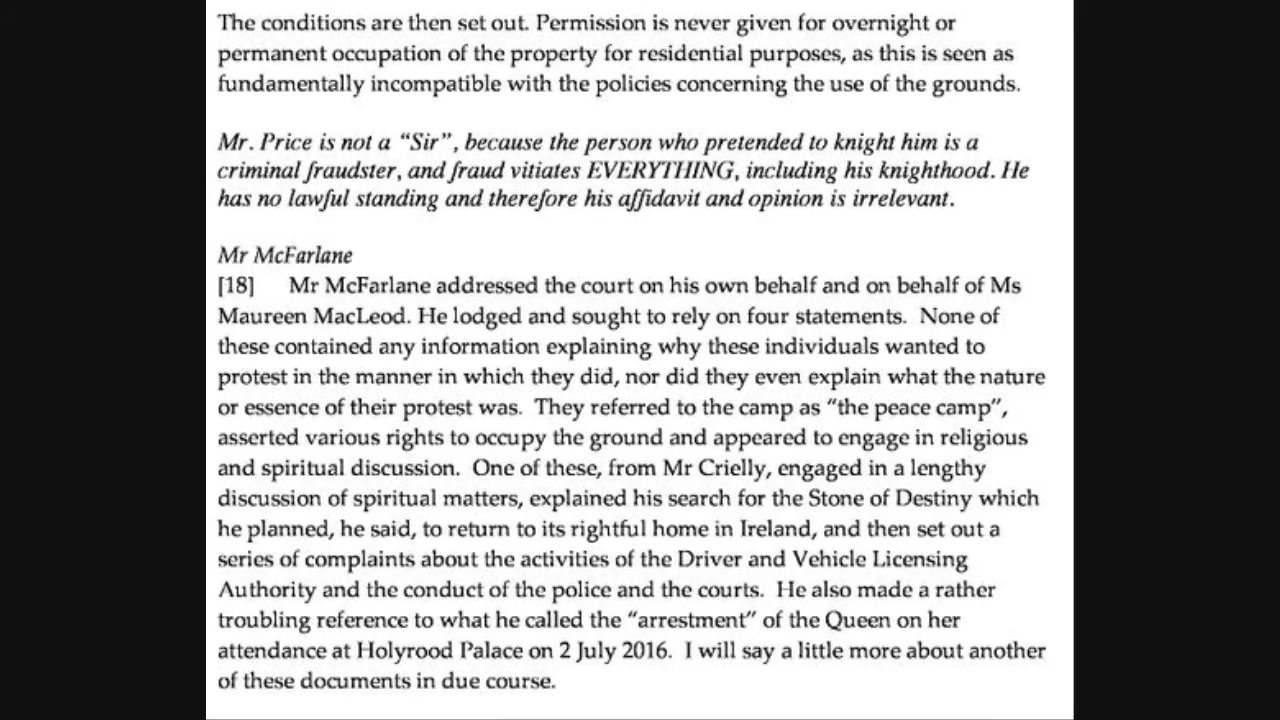 The conditions are then set out. Permission is never given for overnight or
permanent occupation of the property for residential purposes, as this is seen as
fundamentally incompatible with the policies concerning the use of the grounds.
Mr. Price is not a “Sir”, because the person who pretended to knight him is a
criminal fraudster, and fraud vitiates EVERYTHING, including his knighthood. He
has no lawful standing and therefore his affidavit and opinion is irrelevant.
Mr McFarlane
[18] Mr McFarlane addressed the court on his own behalf and on behalf of Ms
Maureen MacLeod. He lodged and sought to rely on four statements. None of
these contained any information explaining why these individuals wanted to
protest in the manner in which they did, nor did they even explain what the nature
or essence of their protest was. They referred to the camp as “the peace camp”,
asserted various rights to occupy the ground and appeared to engage in religious
and spiritual discussion. One of these, from Mr Crielly, engaged in a lengthy
discussion of spiritual matters, explained his search for the Stone of Destiny which
he planned, he said, to return to its rightful home in Ireland, and then set out a
series of complaints about the activities of the Driver and Vehicle Licensing
Authority and the conduct of the police and the courts. He also made a rather
troubling reference to what he called the “arrestment” of the Queen on her
attendance at Holyrood Palace on 2 July 2016. I will say a little more about another
of these documents in due course.